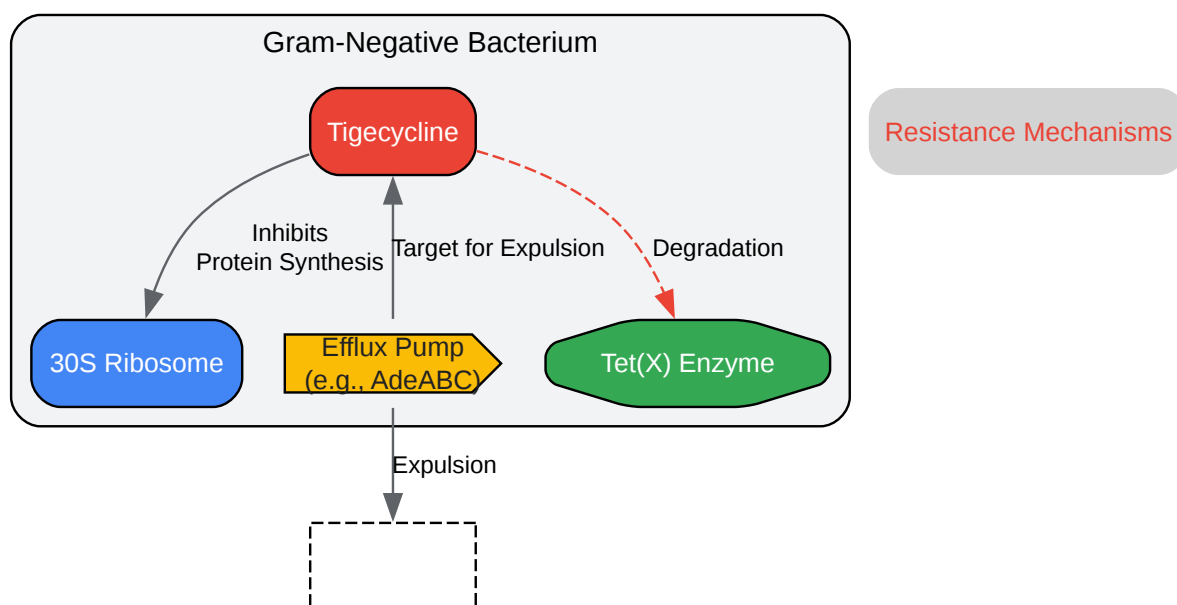 Gram-Negative Bacterium
Tigecycline
Resistance Mechanisms
Inhibits
Protein Synthesis
Target for Expulsion
Degradation
30S Ribosome
Efflux Pump
(e.g., AdeABC)
Tet(X) Enzyme
Expulsion